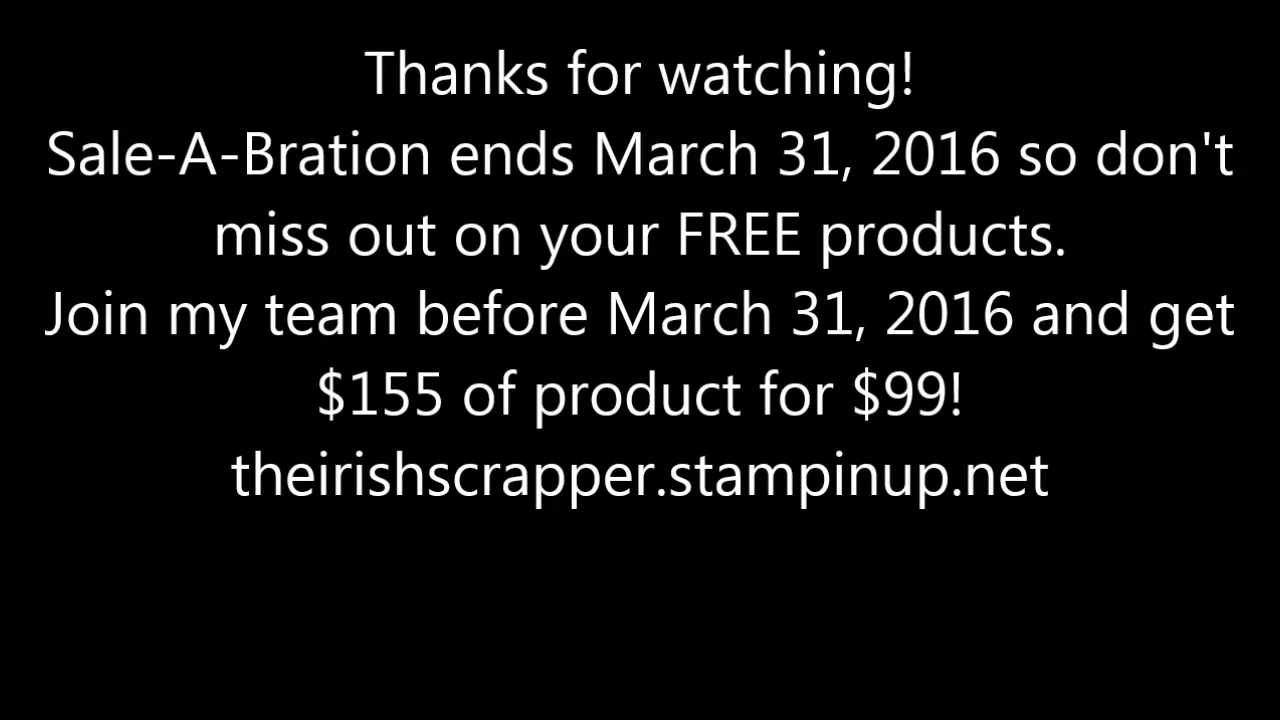 Thanks for watching!
Sale-A-Bration ends March 31, 2016 so don't
miss out on your FREE products.
Join my team before March 31, 2016 and get
$155 of product for $99!
theirishscrapper.stampinup.net